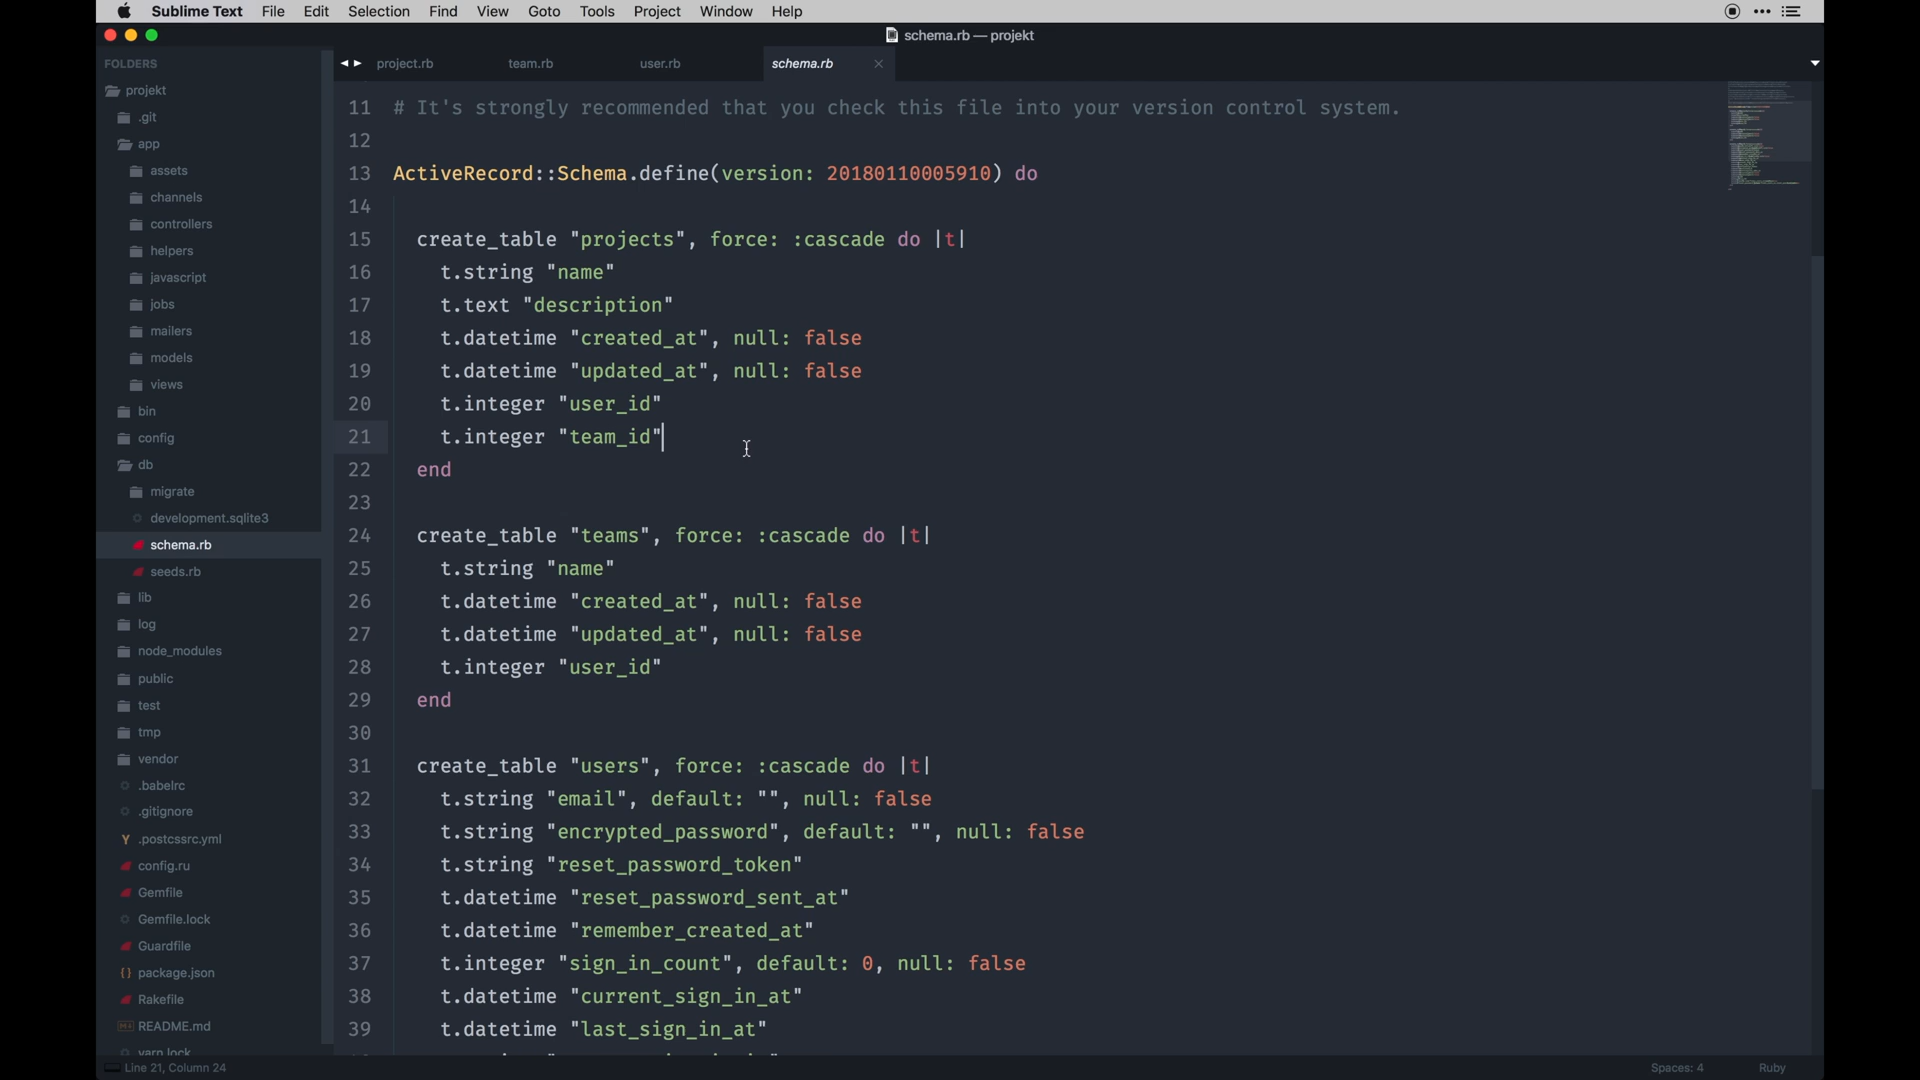 Sublime Text File Edit Selection Find View Goto Tools Project Window Help
schema.rb — projekt
FOLDERS
projekt
.git
app
assets
channels
controllers
helpers
javascript
jobs
mailers
models
views
bin
config
db
migrate
development.sqlite3
schema.rb
seeds.rb
lib
log
node_modules
public
test
tmp
vendor
.babelrc
.gitignore
.postcssrc.yml
config.ru
Gemfile
Gemfile.lock
Guardfile
package.json
Rakefile
README.md
yarn.lock
project.rb team.rb user.rb schema.rb
11 # It's strongly recommended that you check this file into your version control system.
12
13 ActiveRecord::Schema.define(version: 20180110005910) do
14
15 create_table "projects", force: :cascade do |t|
16 t.string "name"
17 t.text "description"
18 t.datetime "created_at", null: false
19 t.datetime "updated_at", null: false
20 t.integer "user_id"
21 t.integer "team_id"
22 end
23
24 create_table "teams", force: :cascade do |t|
25 t.string "name"
26 t.datetime "created_at", null: false
27 t.datetime "updated_at", null: false
28 t.integer "user_id"
29 end
30
31 create_table "users", force: :cascade do |t|
32 t.string "email", default: "", null: false
33 t.string "encrypted_password", default: "", null: false
34 t.string "reset_password_token"
35 t.datetime "reset_password_sent_at"
36 t.datetime "remember_created_at"
37 t.integer "sign_in_count", default: 0, null: false
38 t.datetime "current_sign_in_at"
39 t.datetime "last_sign_in_at"
Line 21, Column 24
Spaces: 4 Ruby